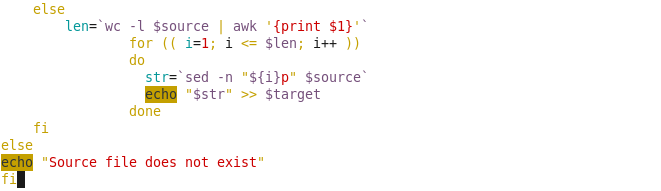 else
len=`wc -l $source | awk '{print $1}'`
for (( i=1; i <= $len; i++ ))
do
str=`sed -n "${i}p" $source`
echo "$str" >> $target
done
fi
else
echo "Source file does not exist"
fi